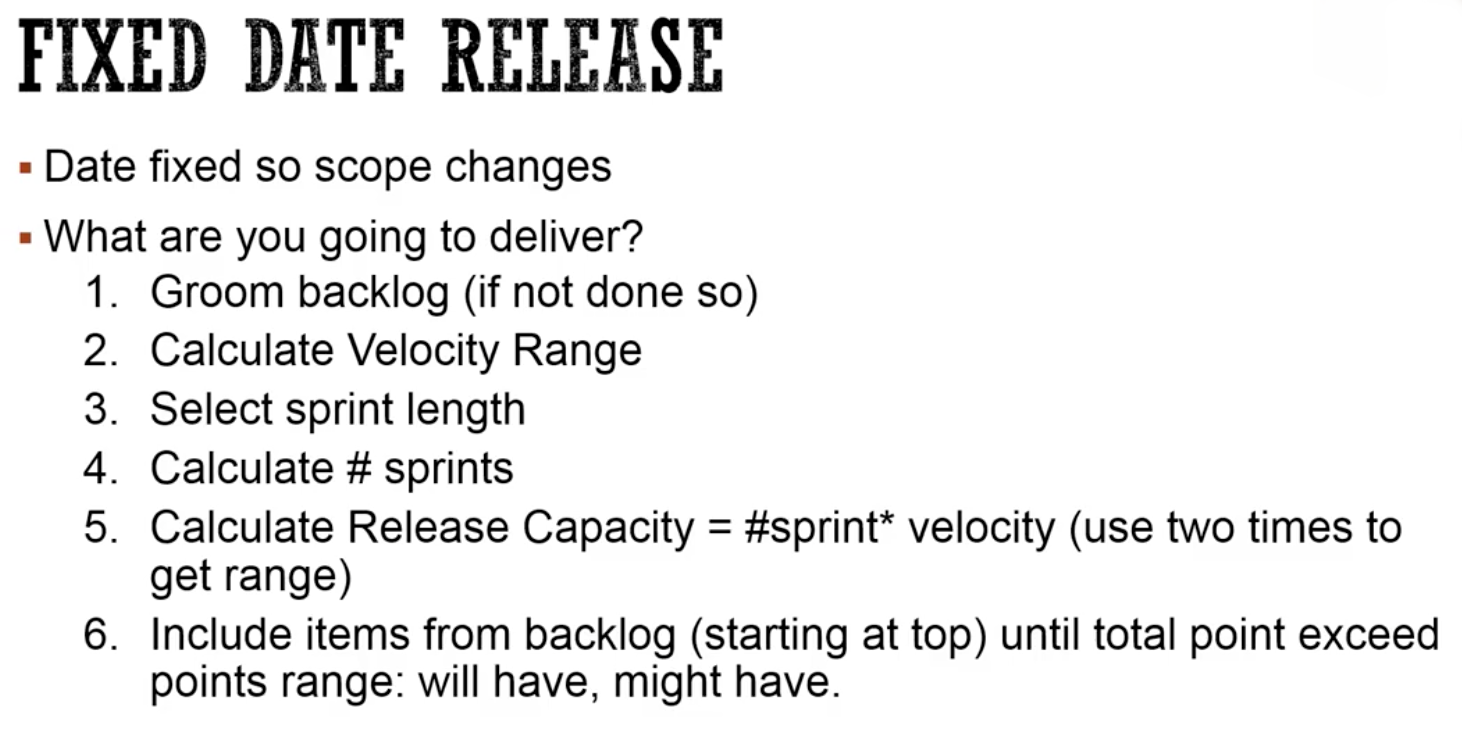 FIXED DATE RELEASE
▪ Date fixed so scope changes
▪ What are you going to deliver?
1. Groom backlog (if not done so)
2. Calculate Velocity Range
3. Select sprint length
4. Calculate # sprints
5. Calculate Release Capacity = #sprint* velocity (use two times to
get range)
6. Include items from backlog (starting at top) until total point exceed
points range: will have, might have.